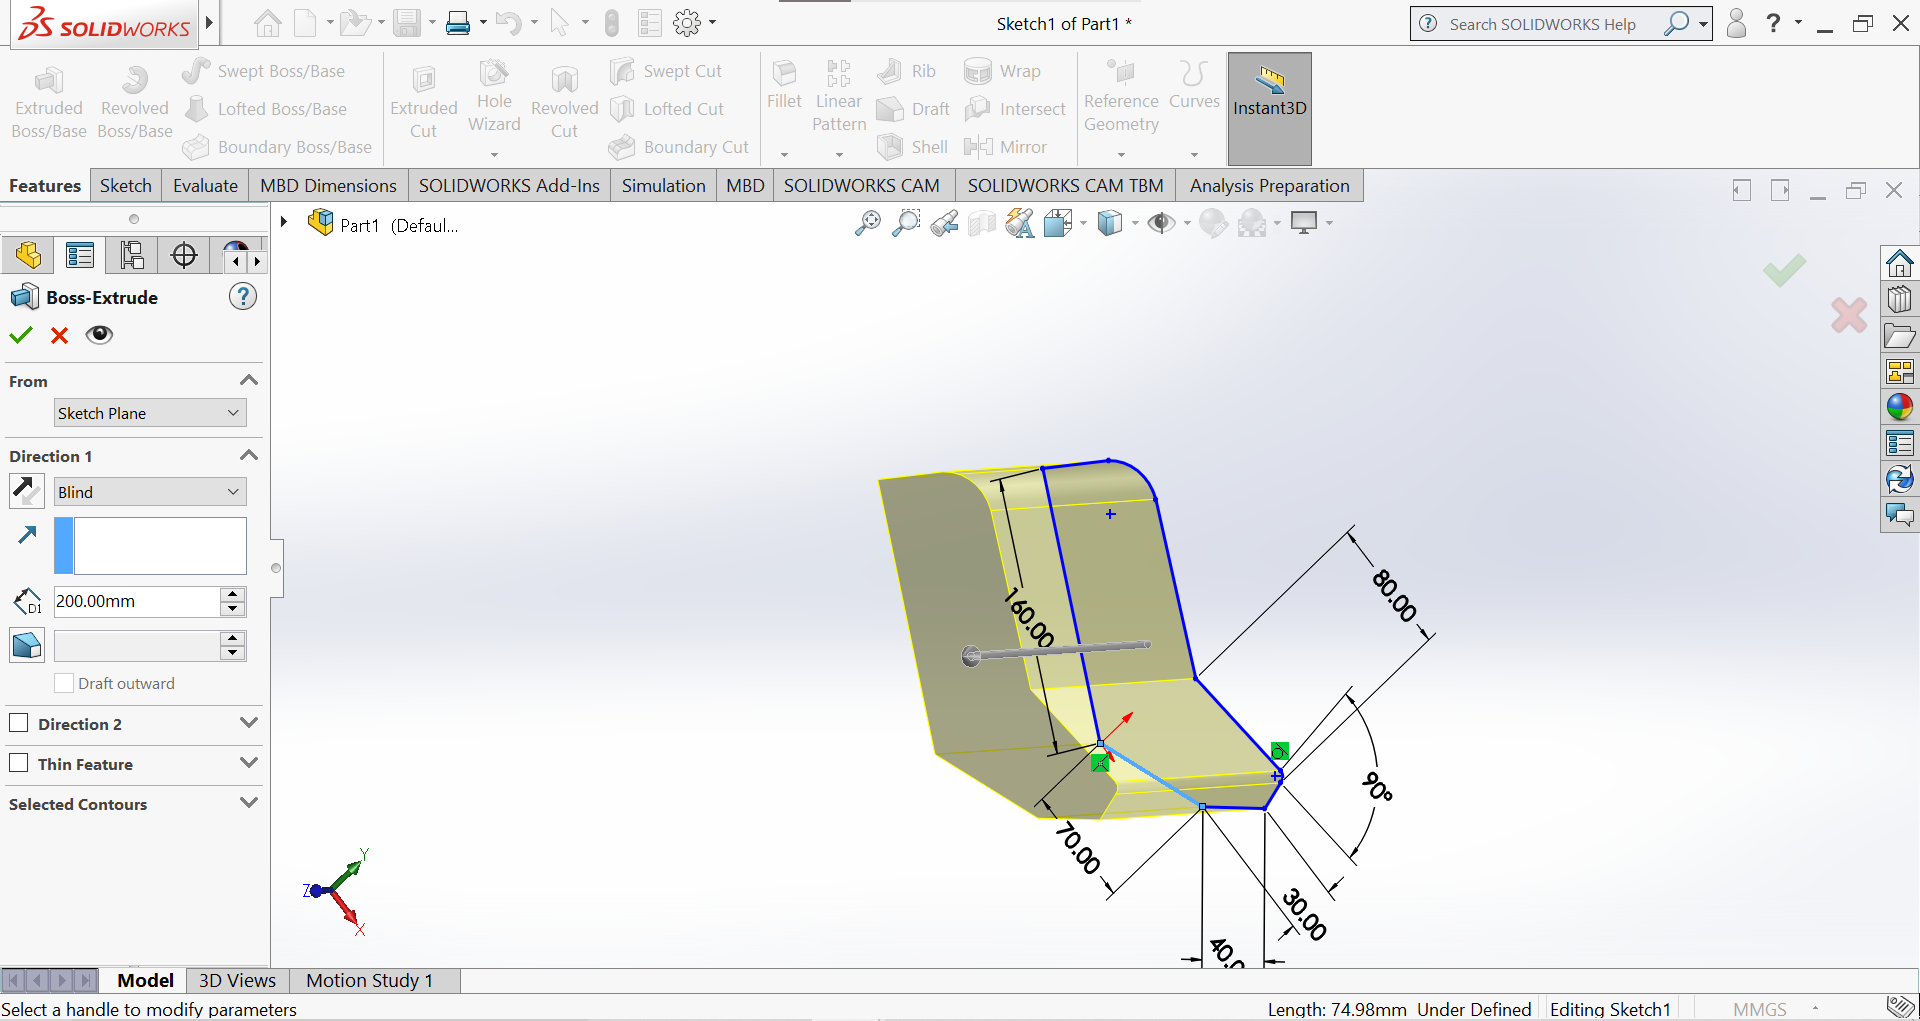 SOLIDWORKS
Sketch1 of Part1 *
Search SOLIDWORKS Help
?
Extruded Boss/Base
Revolved Boss/Base
Swept Boss/Base
Lofted Boss/Base
Boundary Boss/Base
Extruded Cut
Hole Wizard
Revolved Cut
Swept Cut
Lofted Cut
Boundary Cut
Fillet
Linear Pattern
Rib
Draft
Shell
Wrap
Intersect
Mirror
Reference Geometry
Curves
Instant3D
Features
Sketch
Evaluate
MBD Dimensions
SOLIDWORKS Add-Ins
Simulation
MBD
SOLIDWORKS CAM
SOLIDWORKS CAM TBM
Analysis Preparation
Part1 (Defaul...
Boss-Extrude
?
From
Sketch Plane
Direction 1
Blind
D1
200.00mm
Draft outward
Direction 2
Thin Feature
Selected Contours
160.00
80.00
90°
70.00
30.00
Y
Z
X
Model
3D Views
Motion Study 1
Select a handle to modify parameters
Length: 74.98mm
Under Defined
Editing Sketch1
MMGS